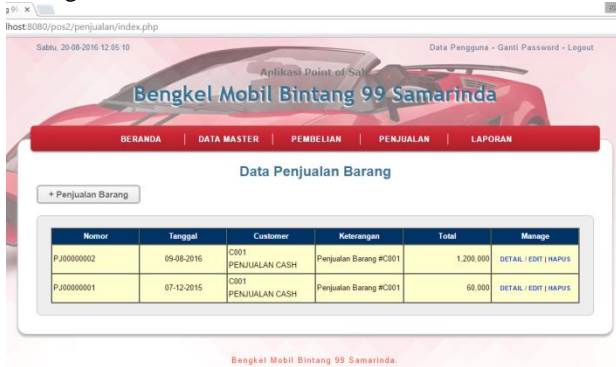 lhost:8080/pos2/penjualan/index.php
Sabtu, 20-08-2016 12:05:10
Data Pengguna - Ganti Password - Logout
Aplikasi Point of Sale
Bengkel Mobil Bintang 99 Samarinda
BERANDA | DATA MASTER | PEMBELIAN | PENJUALAN | LAPORAN
Data Penjualan Barang
+ Penjualan Barang
Nomor Tanggal Customer Keterangan Total Manage
PJ00000002 09-08-2016 C001 PENJUALAN CASH Penjualan Barang #C001 1.200,000 DETAIL / EDIT | HAPUS
PJ00000001 07-12-2015 C001 PENJUALAN CASH Penjualan Barang #C001 60,000 DETAIL / EDIT | HAPUS
Bengkel Mobil Bintang 99 Samarinda.